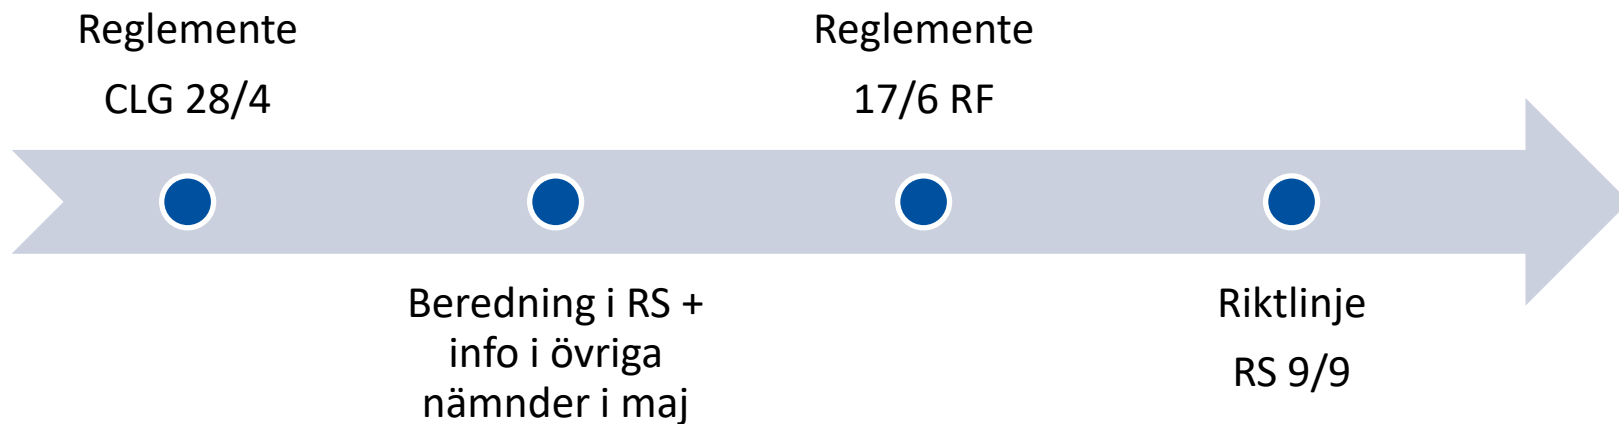 Reglemente
CLG 28/4
Beredning i RS +
info i övriga
nämnder i maj
Reglemente
17/6 RF
Riktlinje
RS 9/9